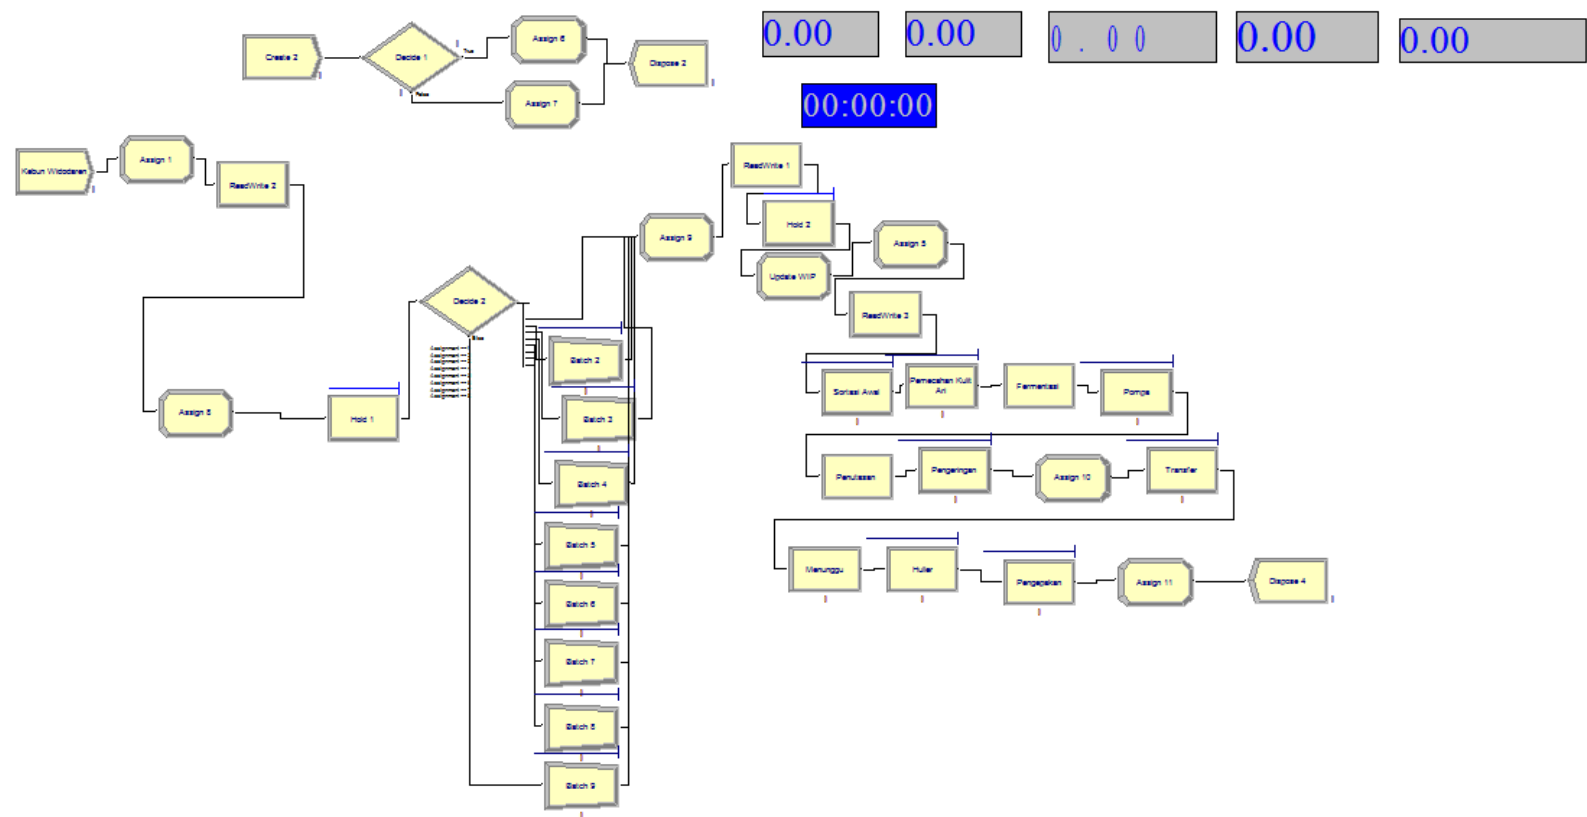 0.00
0.00
0.00
0.00
0.00
00:00:00
Create 2
Decide 1
True
False
Assign 6
Assign 7
Dispose 2
Kebun Widodaren
Assign 1
ReadWrite 2
Assign 8
Hold 1
Decide 2
Else
Batch 2
Batch 3
Batch 4
Batch 5
Batch 6
Batch 7
Batch 8
Batch 9
Assign 9
ReadWrite 1
Hold 2
Update WIP
Assign 5
ReadWrite 3
Sortasi Awal
Pemecahan Kulit
Ari
Fermentasi
Pompa
Penutasan
Pengeringan
Assign 10
Transfer
Menunggu
Huller
Pengepakan
Assign 11
Dispose 4